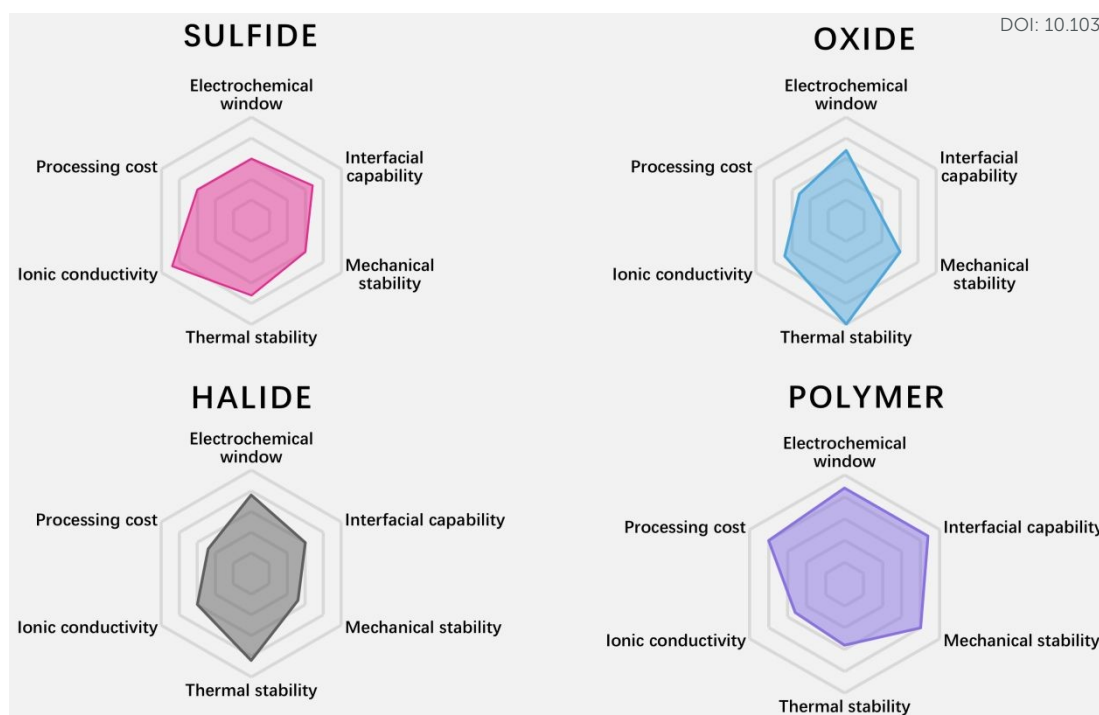 DOI: 10.103
SULFIDE
Electrochemical
window
Processing cost
Interfacial
capability
Ionic conductivity
Mechanical
stability
Thermal stability
OXIDE
Electrochemical
window
Processing cost
Interfacial
capability
Ionic conductivity
Mechanical
stability
Thermal stability
HALIDE
Electrochemical
window
Processing cost
Interfacial capability
Ionic conductivity
Mechanical stability
Thermal stability
POLYMER
Electrochemical
window
Processing cost
Interfacial capability
Ionic conductivity
Mechanical stability
Thermal stability